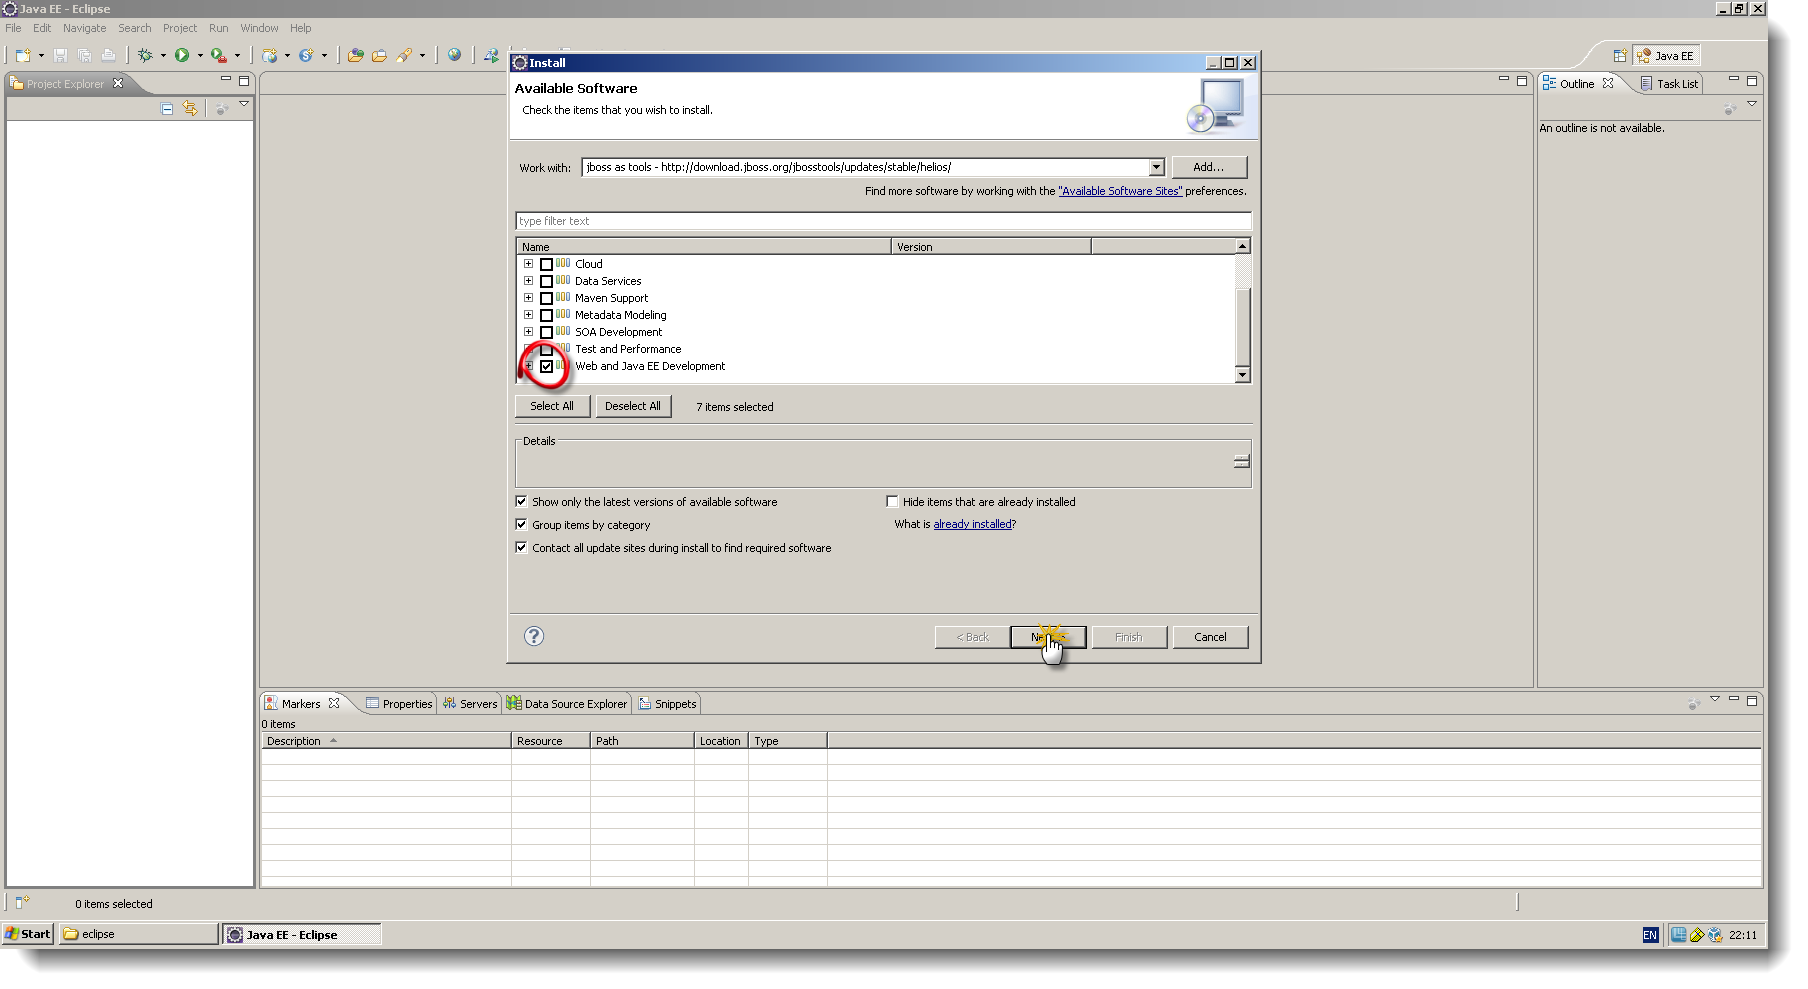 Java EE - Eclipse
File Edit Navigate Search Project Run Window Help
Java EE
Project Explorer
Install
Available Software
Check the items that you wish to install.
Work with: jboss as tools - http://download.jboss.org/jbosstools/updates/stable/helios/ Add...
Find more software by working with the "Available Software Sites" preferences.
type filter text
Name Version
Cloud
Data Services
Maven Support
Metadata Modeling
SOA Development
Test and Performance
Web and Java EE Development
Select All Deselect All 7 items selected
Details
Show only the latest versions of available software Hide items that are already installed
Group items by category What is already installed?
Contact all update sites during install to find required software
< Back Finish Cancel
Outline Task List
An outline is not available.
Markers Properties Servers Data Source Explorer Snippets
0 items
Description Resource Path Location Type
0 items selected
Start eclipse Java EE - Eclipse EN 22:11